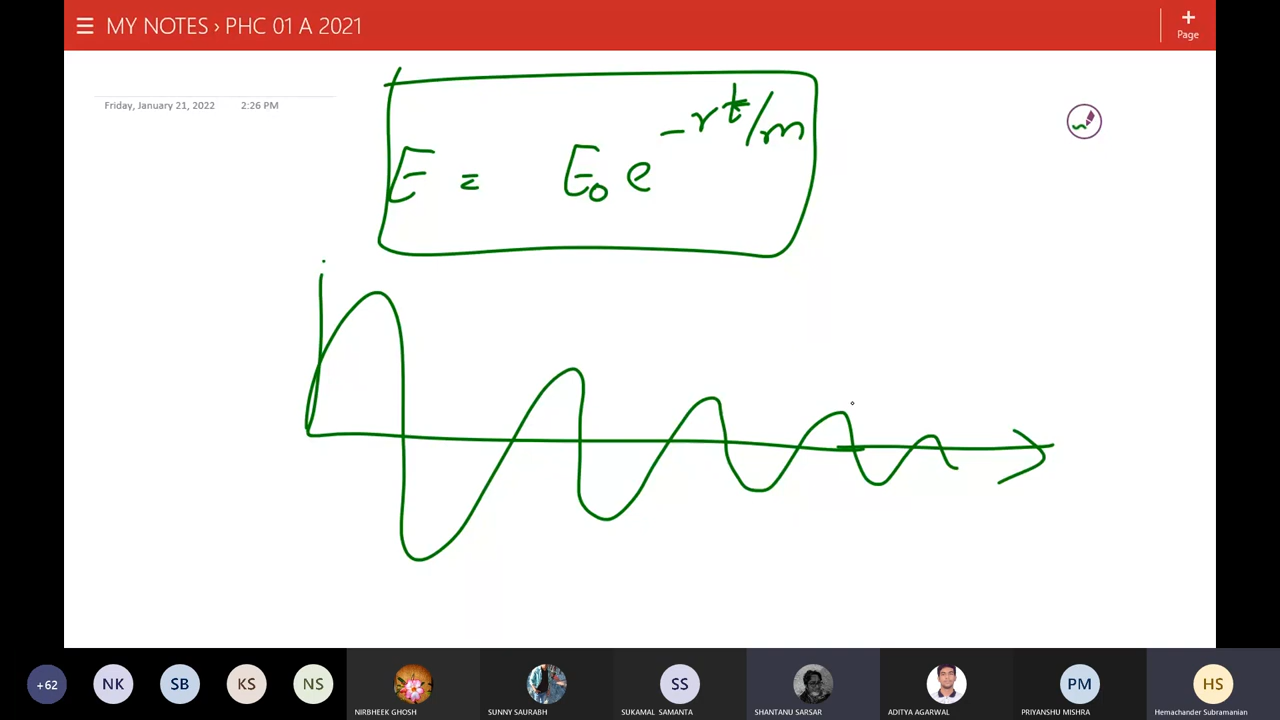 MY NOTES › PHC 01 A 2021
Page
Friday, January 21, 2022 2:26 PM
E = E₀ e^{-rt/m}
+62
NK
SB
KS
NS
SS
PM
HS
NIRBHEEK GHOSH
SUNNY SAURABH
SUKAMAL SAMANTA
SHANTANU SARSAR
ADITYA AGARWAL
PRIYANSHU MISHRA
Hemachander Subramanian